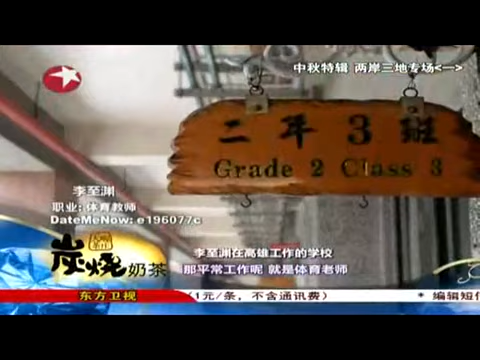 中秋特辑 两岸三地专场<一>
二年3班
Grade 2 Class 3
李至渊
职业:体育教师
DateMeNow: e196077c
炭烧奶茶
李至渊在高雄工作的学校
那平常工作呢 就是体育老师
东方卫视
(1元/条，不含通讯费)
* 编辑短信